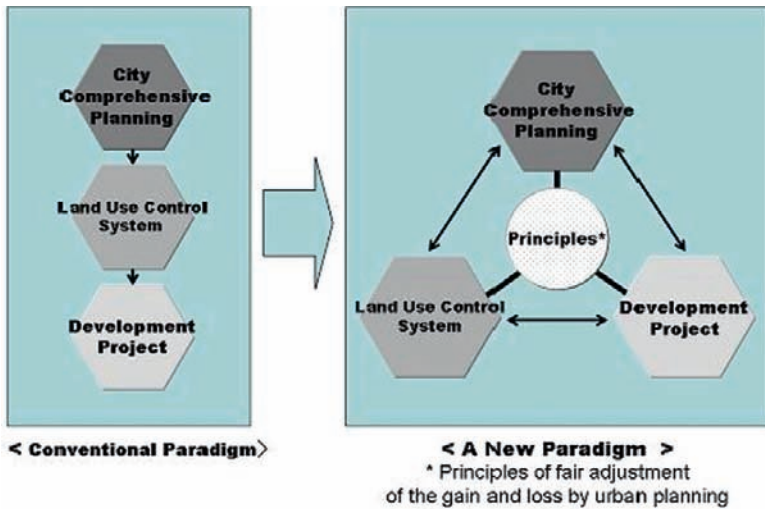 City
Comprehensive
Planning
Land Use Control
System
Development
Project
< Conventional Paradigm>
City
Comprehensive
Planning
Principles*
Land Use Control
System
Development
Project
< A New Paradigm >
* Principles of fair adjustment
of the gain and loss by urban planning